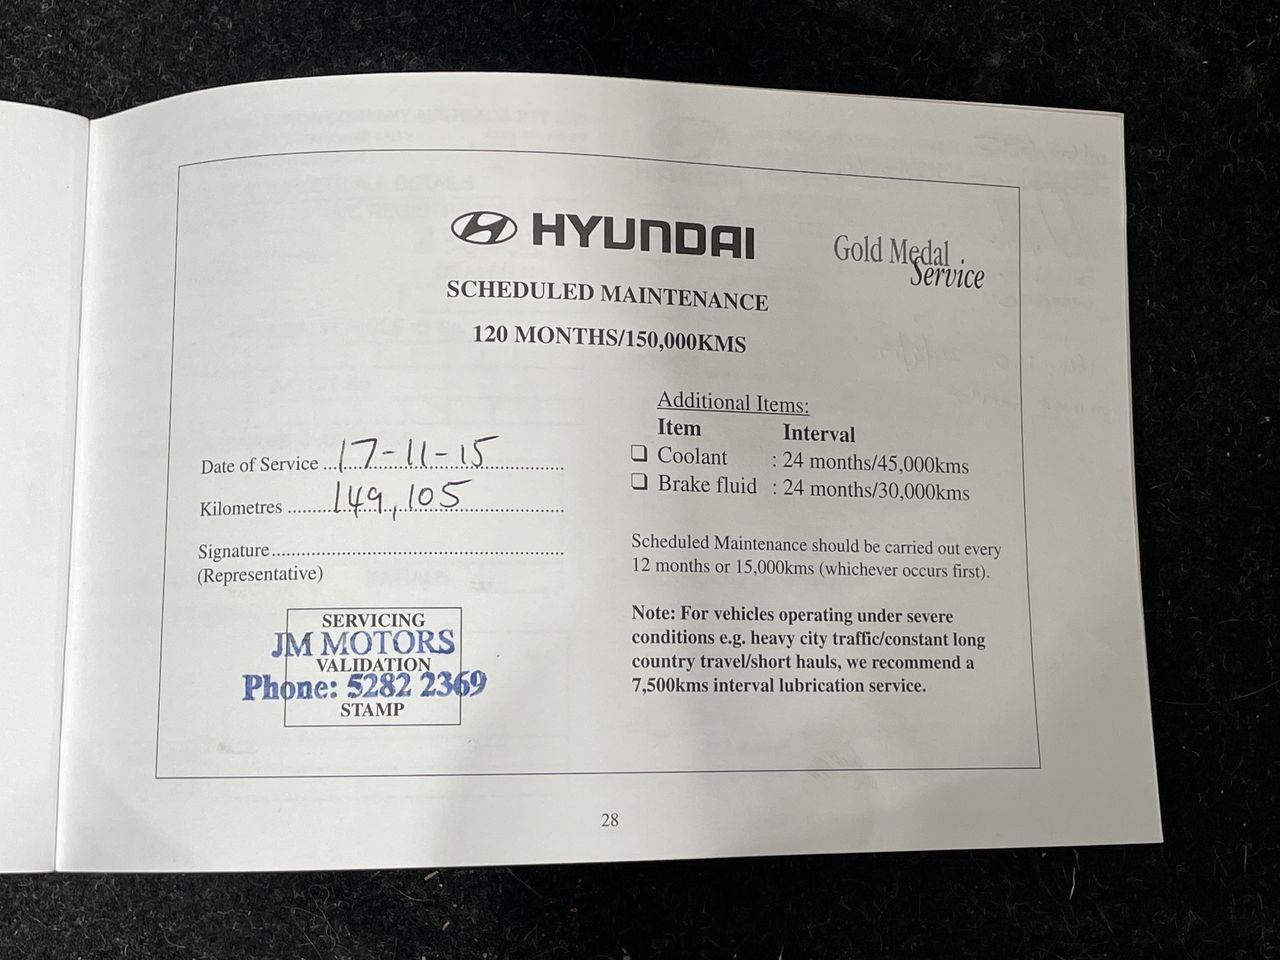 HYUNDAI
Gold Medal
Service
SCHEDULED MAINTENANCE
120 MONTHS/150,000KMS
Date of Service ... 17-11-15
Kilometres ... 149,105
Signature...
(Representative)
SERVICING
JM MOTORS
VALIDATION
Phone: 5282 2369
STAMP
Additional Items:
Item Interval
❏ Coolant : 24 months/45,000kms
❏ Brake fluid : 24 months/30,000kms
Scheduled Maintenance should be carried out every
12 months or 15,000kms (whichever occurs first).
Note: For vehicles operating under severe
conditions e.g. heavy city traffic/constant long
country travel/short hauls, we recommend a
7,500kms interval lubrication service.
28